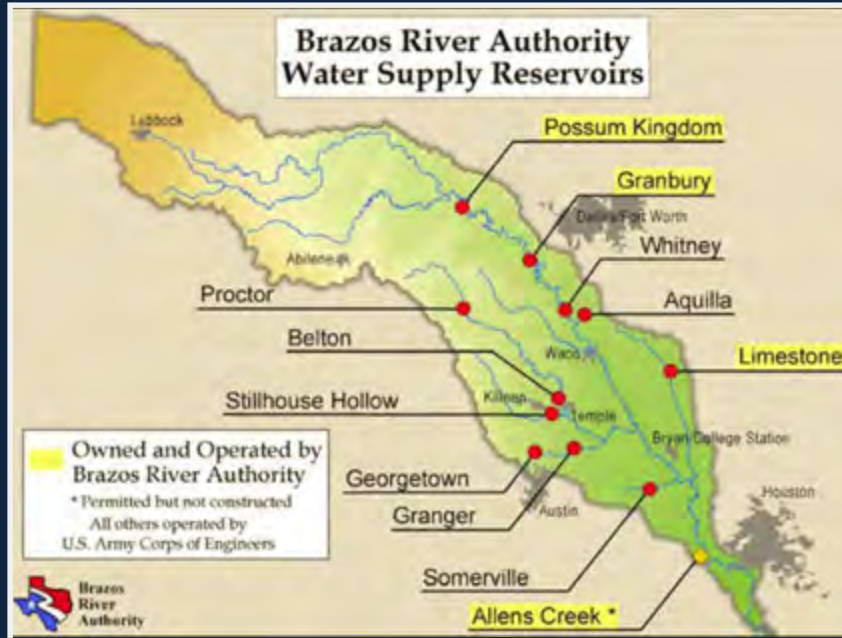 Brazos River Authority
Water Supply Reservoirs
Lubbock
Possum Kingdom
Granbury
Dallas/Fort Worth
Whitney
Abilene
Proctor
Aquilla
Belton
Waco
Limestone
Killeen
Stillhouse Hollow
Temple
Bryan/College Station
Owned and Operated by
Brazos River Authority
* Permitted but not constructed
All others operated by
U.S. Army Corps of Engineers
Georgetown
Granger
Austin
Houston
Somerville
Allens Creek *
Brazos
River
Authority